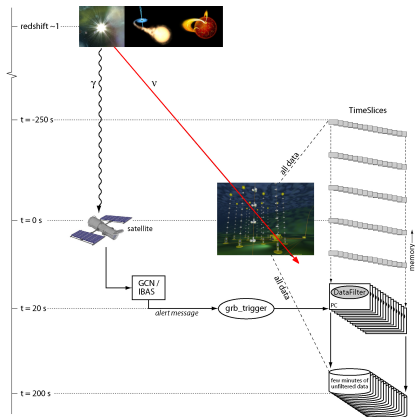 redshift ~1
γ
ν
t = -250 s
TimeSlices
all data
t = 0 s
satellite
memory
all data
GCN /
IBAS
DataFilter
PC
alert message
grb_trigger
t = 20 s
few minutes of
unfiltered data
t = 200 s